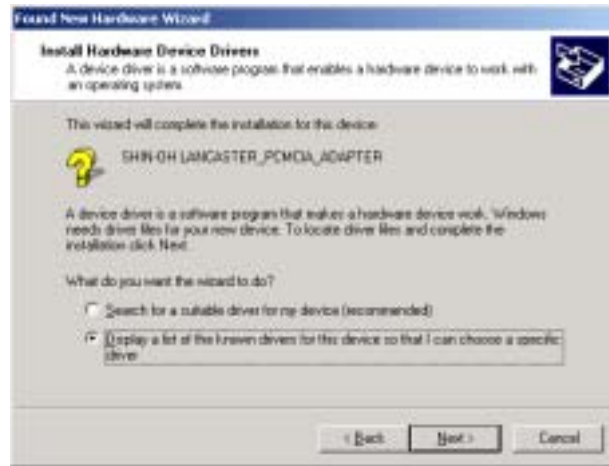 Found New Hardware Wizard
Install Hardware Device Drivers
A device driver is a software program that enables a hardware device to work with
an operating system.
This wizard will complete the installation for this device:
SHIN-OH LANCASTER_PCMCIA_ADAPTER
A device driver is a software program that makes a hardware device work. Windows
needs driver files for your new device. To locate driver files and complete the
installation click Next.
What do you want the wizard to do?
Search for a suitable driver for my device (recommended)
Display a list of the known drivers for this device so that I can choose a specific
driver
< Back
Next >
Cancel